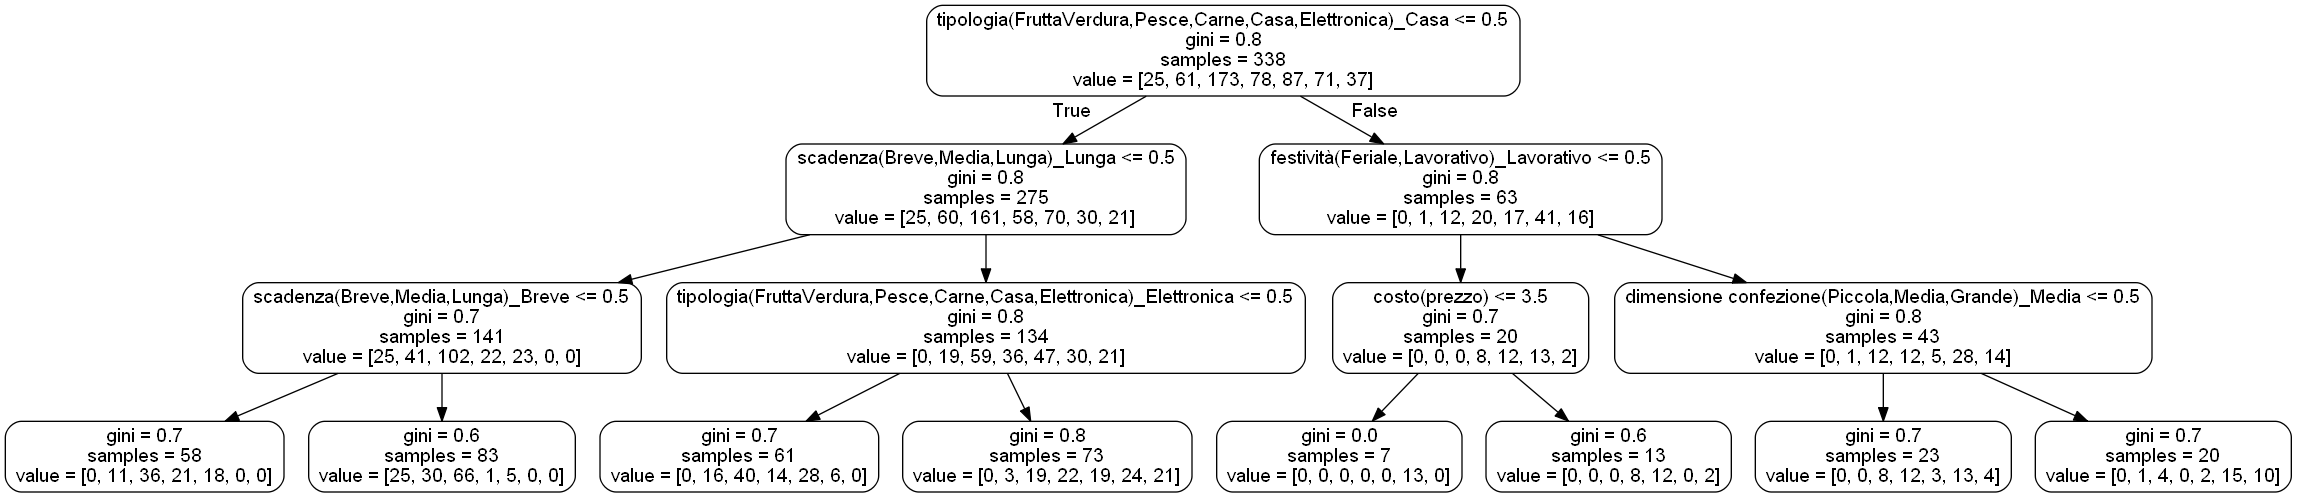 tipologia(FruttaVerdura,Pesce,Carne,Casa,Elettronica)_Casa <= 0.5
gini = 0.8
samples = 338
value = [25, 61, 173, 78, 87, 71, 37]
True
False
scadenza(Breve,Media,Lunga)_Lunga <= 0.5
gini = 0.8
samples = 275
value = [25, 60, 161, 58, 70, 30, 21]
festività(Feriale,Lavorativo)_Lavorativo <= 0.5
gini = 0.8
samples = 63
value = [0, 1, 12, 20, 17, 41, 16]
scadenza(Breve,Media,Lunga)_Breve <= 0.5
gini = 0.7
samples = 141
value = [25, 41, 102, 22, 23, 0, 0]
tipologia(FruttaVerdura,Pesce,Carne,Casa,Elettronica)_Elettronica <= 0.5
gini = 0.8
samples = 134
value = [0, 19, 59, 36, 47, 30, 21]
costo(prezzo) <= 3.5
gini = 0.7
samples = 20
value = [0, 0, 0, 8, 12, 13, 2]
dimensione confezione(Piccola,Media,Grande)_Media <= 0.5
gini = 0.8
samples = 43
value = [0, 1, 12, 12, 5, 28, 14]
gini = 0.7
samples = 58
value = [0, 11, 36, 21, 18, 0, 0]
gini = 0.6
samples = 83
value = [25, 30, 66, 1, 5, 0, 0]
gini = 0.7
samples = 61
value = [0, 16, 40, 14, 28, 6, 0]
gini = 0.8
samples = 73
value = [0, 3, 19, 22, 19, 24, 21]
gini = 0.0
samples = 7
value = [0, 0, 0, 0, 0, 13, 0]
gini = 0.6
samples = 13
value = [0, 0, 0, 8, 12, 0, 2]
gini = 0.7
samples = 23
value = [0, 0, 8, 12, 3, 13, 4]
gini = 0.7
samples = 20
value = [0, 1, 4, 0, 2, 15, 10]